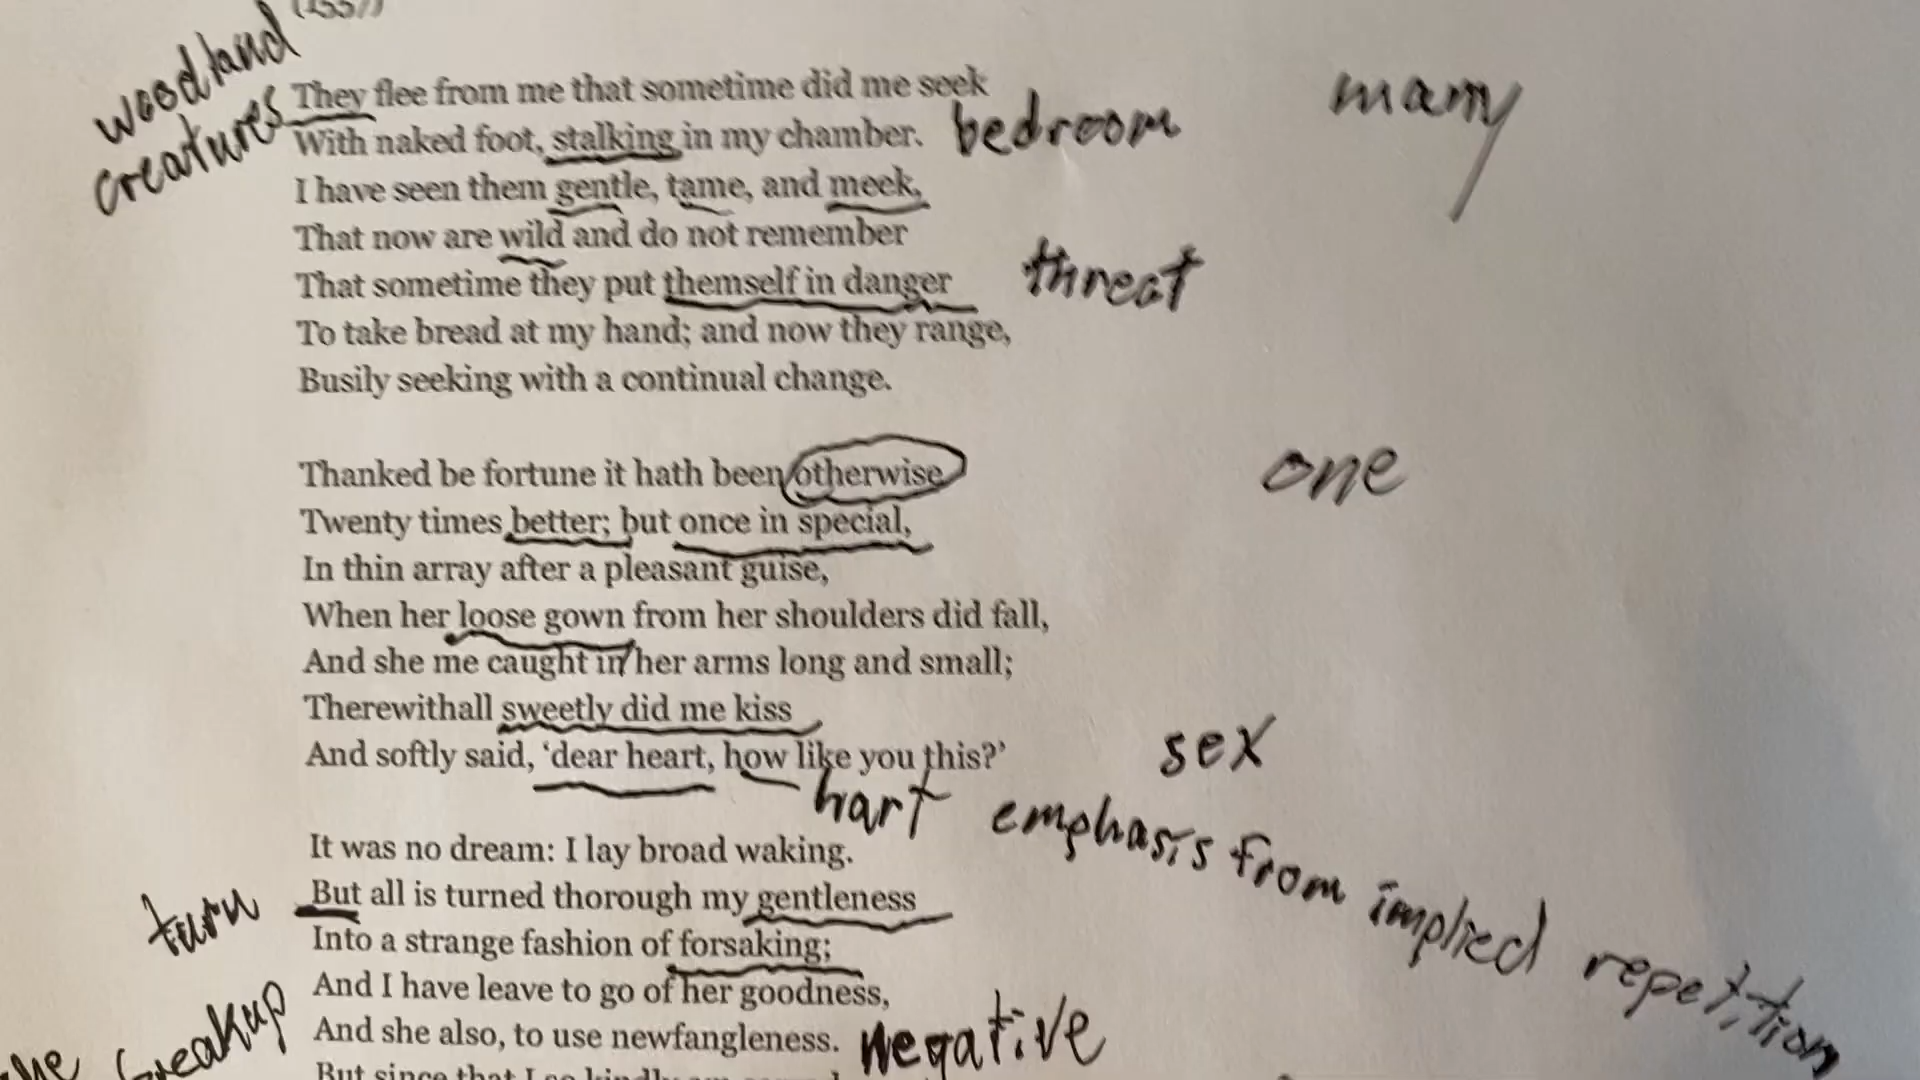 (1557)
woodland
creatures
They flee from me that sometime did me seek
many
With naked foot, stalking in my chamber.
bedroom
I have seen them gentle, tame, and meek,
That now are wild and do not remember
That sometime they put themself in danger
threat
To take bread at my hand; and now they range,
Busily seeking with a continual change.
Thanked be fortune it hath been otherwise
one
Twenty times better; but once in special,
In thin array after a pleasant guise,
When her loose gown from her shoulders did fall,
And she me caught in her arms long and small;
Therewithall sweetly did me kiss
And softly said, ‘dear heart, how like you this?’
sex
hart
emphasis from implied repetition
It was no dream: I lay broad waking.
turn
But all is turned thorough my gentleness
Into a strange fashion of forsaking;
And I have leave to go of her goodness,
And she also, to use newfangleness.
negative
breakup
But since that I so kindly am served